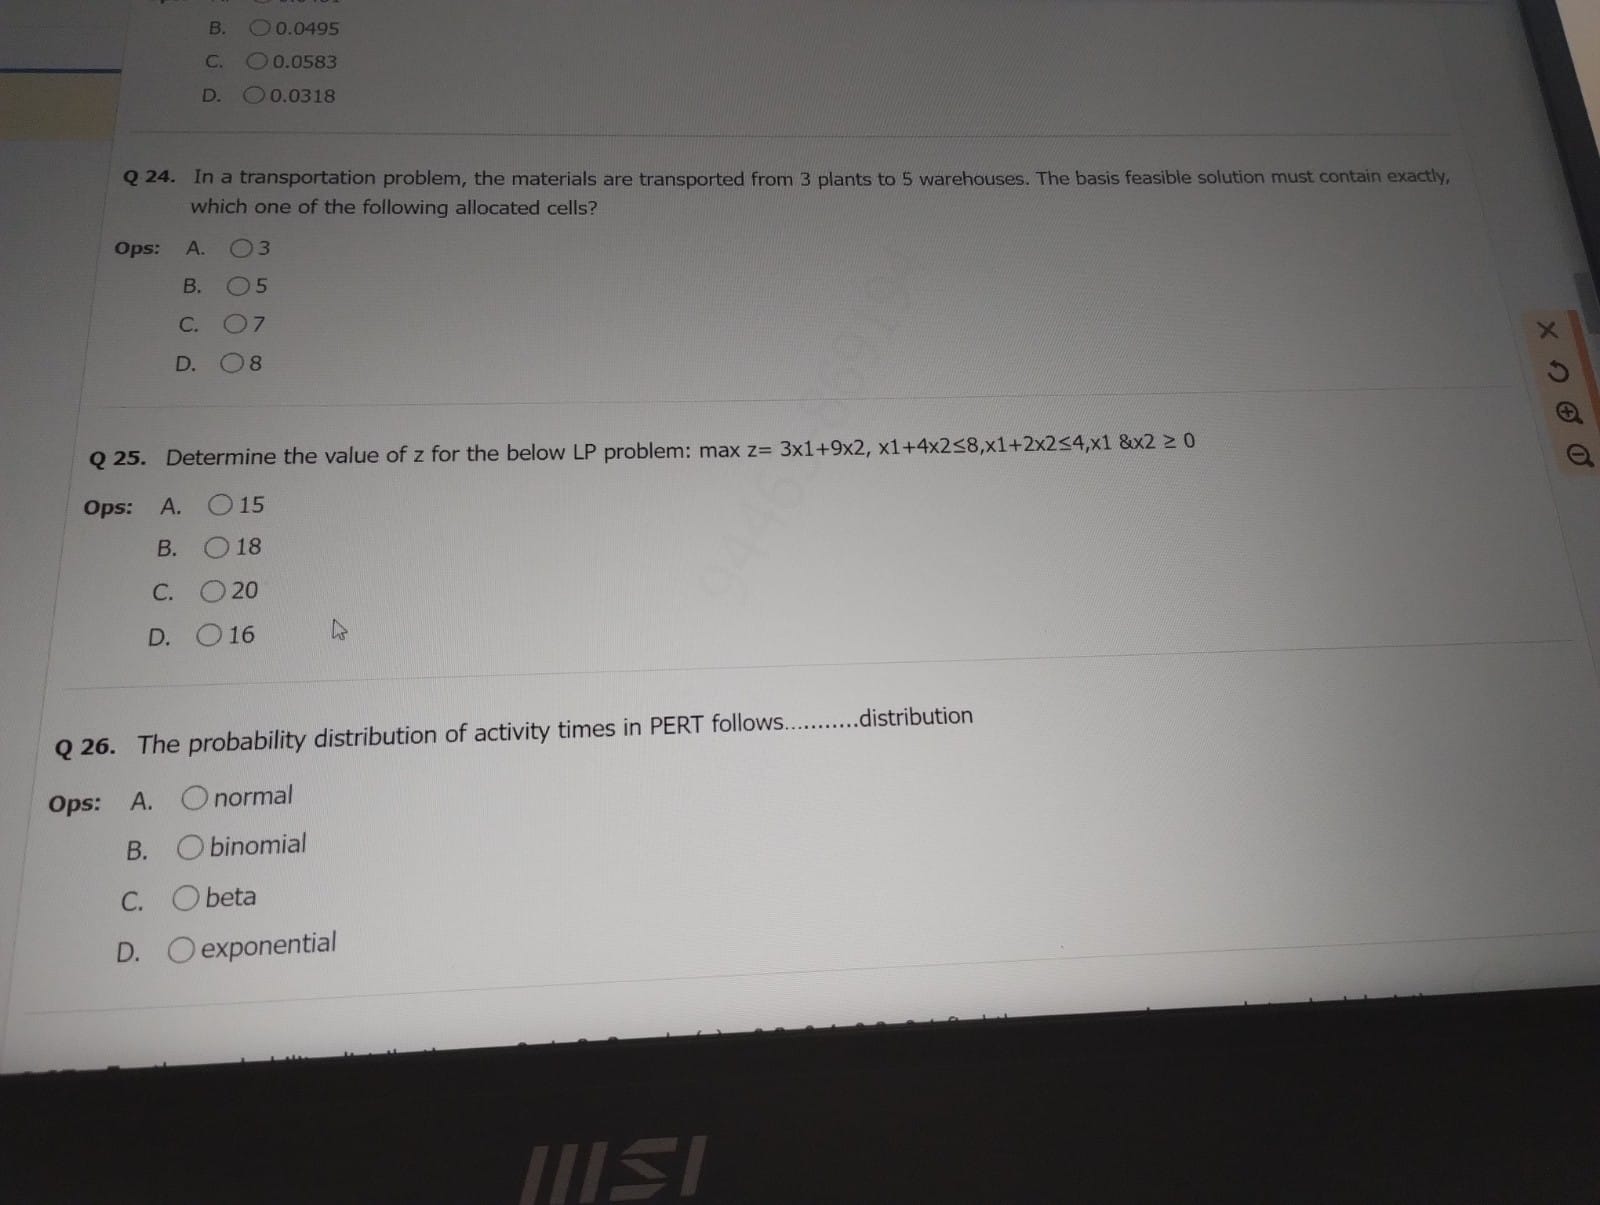 B. 0.0495
C. 0.0583
D. 0.0318
Q 24. In a transportation problem, the materials are transported from 3 plants to 5 warehouses. The basis feasible solution must contain exactly,
which one of the following allocated cells?
Ops: A. 3
B. 5
C. 7
D. 8
Q 25. Determine the value of z for the below LP problem: max z= 3x1+9x2, x1+4x2≤8,x1+2x2≤4,x1 &x2 ≥ 0
Ops: A. 15
B. 18
C. 20
D. 16
Q 26. The probability distribution of activity times in PERT follows...........distribution
Ops: A. normal
B. binomial
C. beta
D. exponential
msi